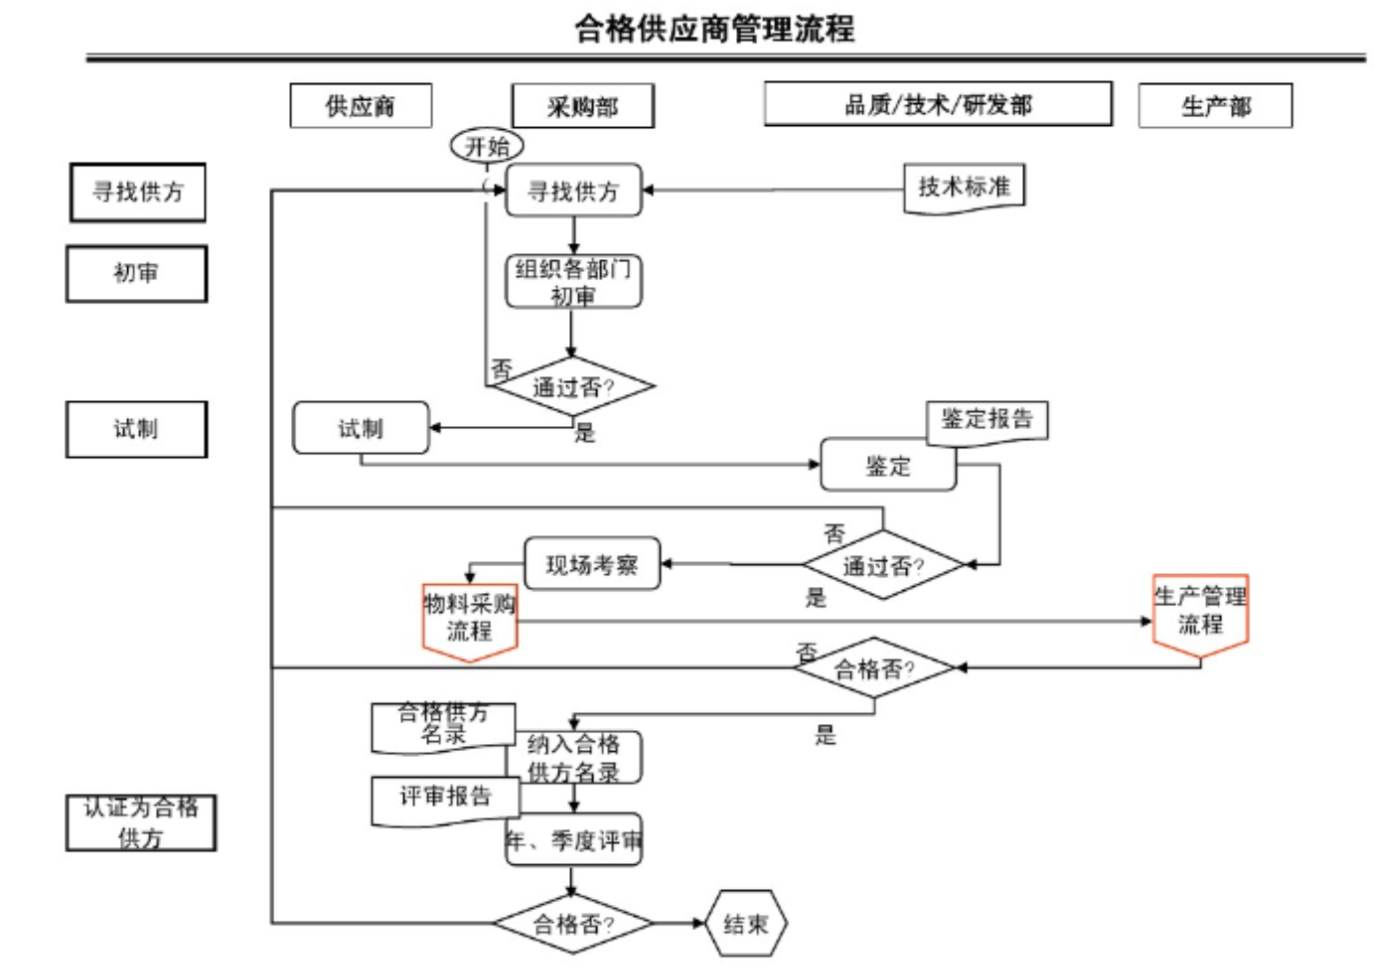 合格供应商管理流程
供应商
采购部
品质/技术/研发部
生产部
开始
寻找供方
寻找供方
技术标准
初审
组织各部门
初审
否
通过否?
试制
试制
是
鉴定报告
鉴定
否
现场考察
通过否?
是
物料采购
流程
生产管理
流程
否
合格否?
合格供方
名录
是
纳入合格
供方名录
评审报告
认证为合格
供方
年、季度评审
合格否?
结束